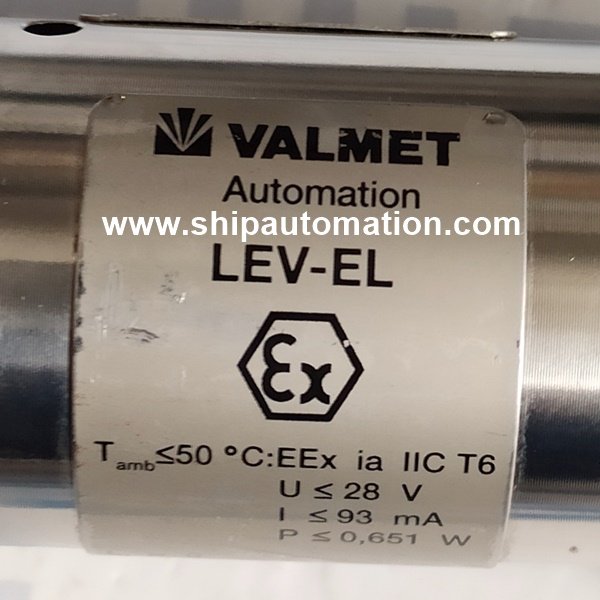 VALMET
Automation
www.shipautomation.com
LEV-EL
Ex
Tamb≤50 °C:EEx ia IIC T6
U ≤ 28 V
I ≤ 93 mA
P ≤ 0,651 W